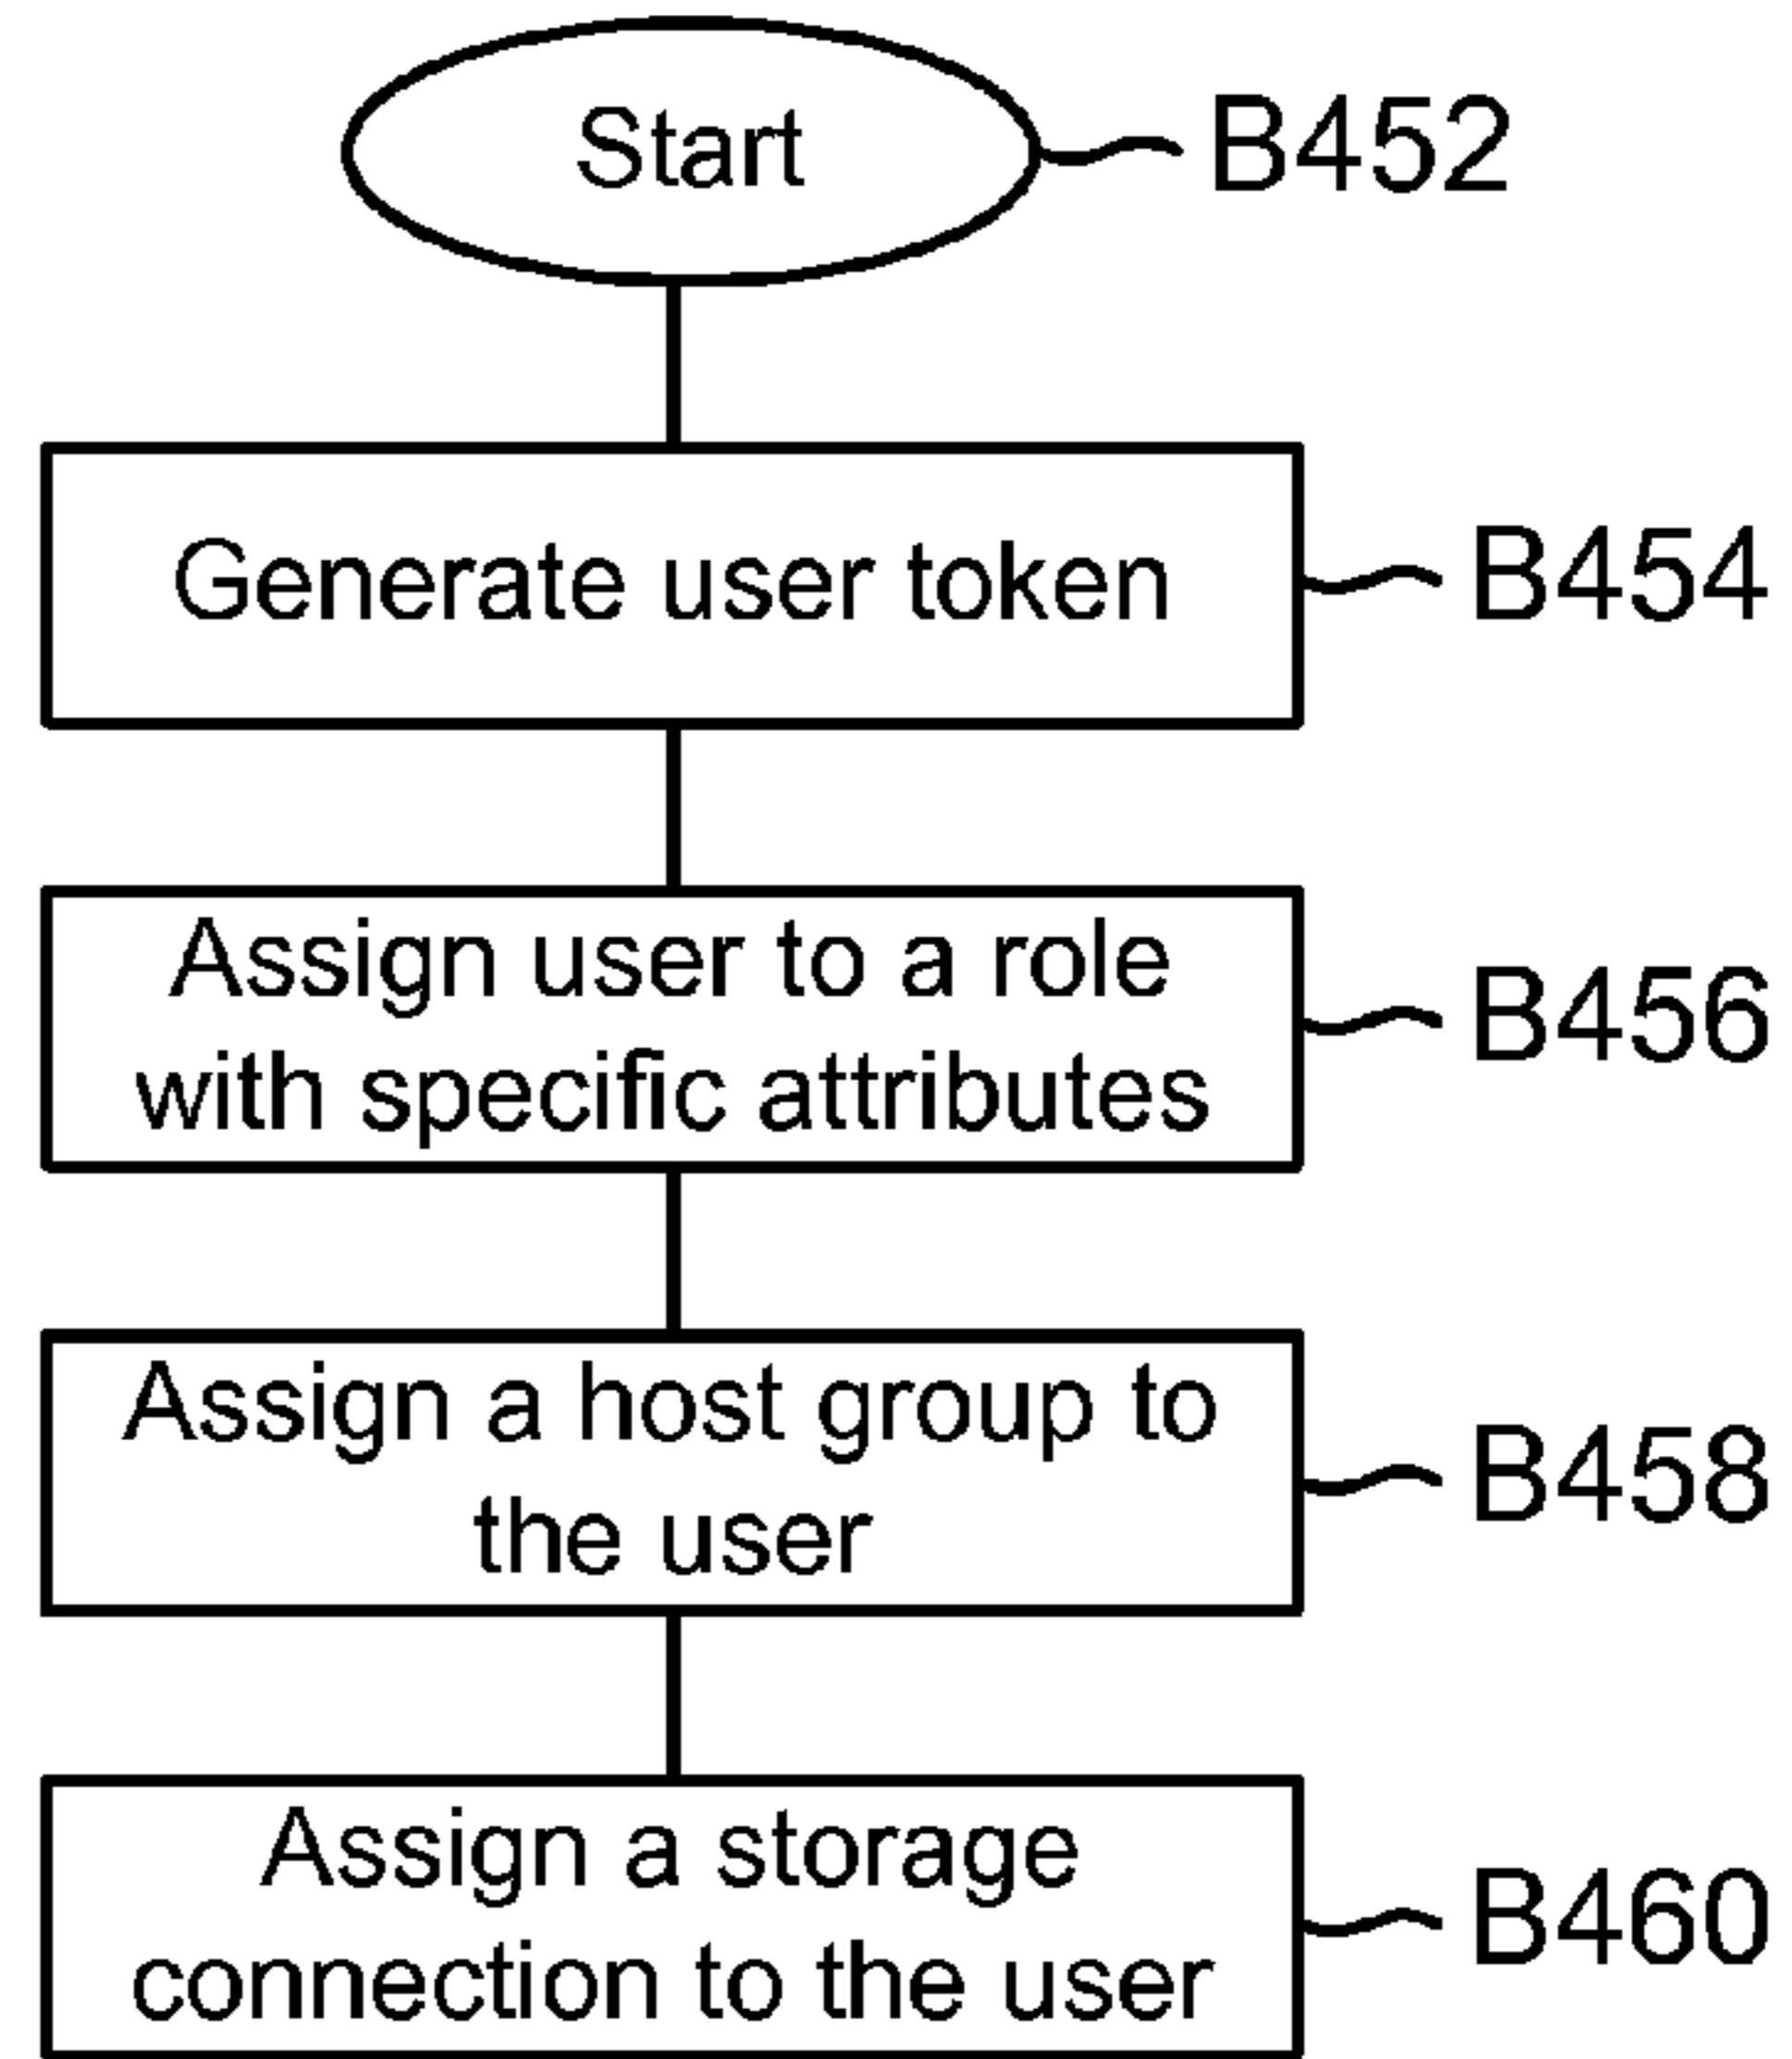 Start
B452
Generate user token
B454
Assign user to a role
with specific attributes
B456
Assign a host group to
the user
B458
Assign a storage
connection to the user
B460